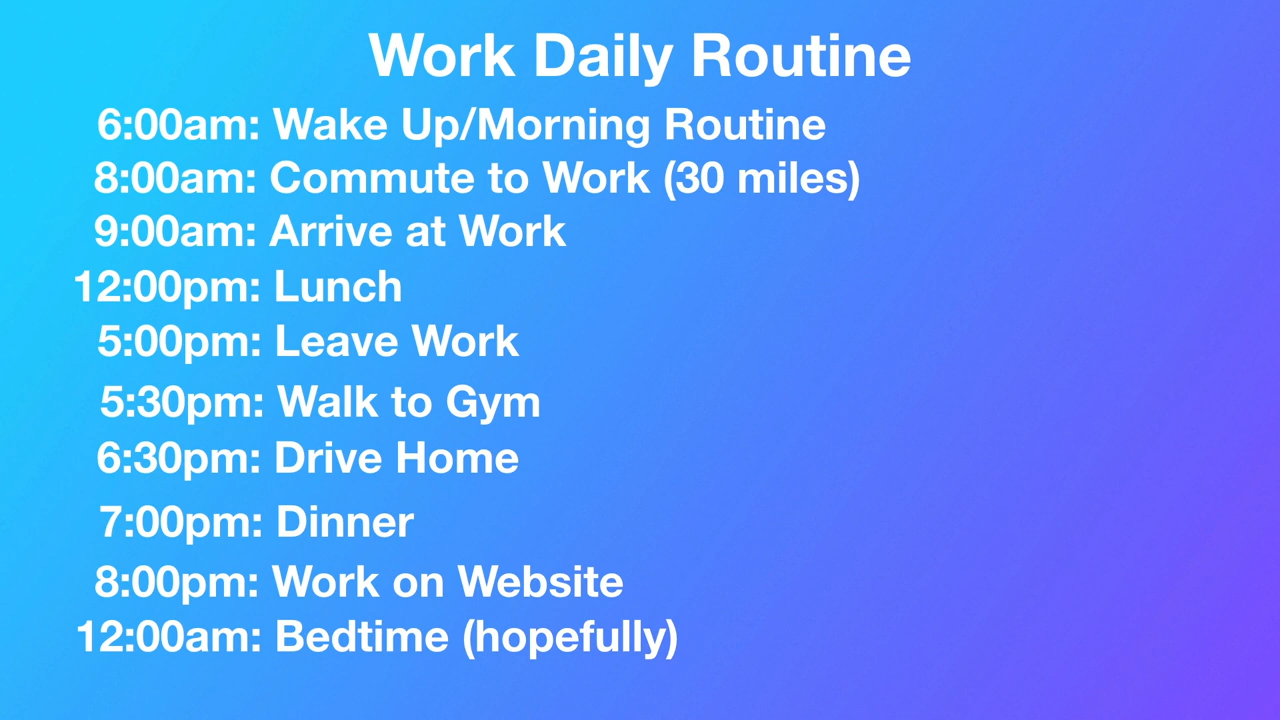 Work Daily Routine
6:00am: Wake Up/Morning Routine
8:00am: Commute to Work (30 miles)
9:00am: Arrive at Work
12:00pm: Lunch
5:00pm: Leave Work
5:30pm: Walk to Gym
6:30pm: Drive Home
7:00pm: Dinner
8:00pm: Work on Website
12:00am: Bedtime (hopefully)